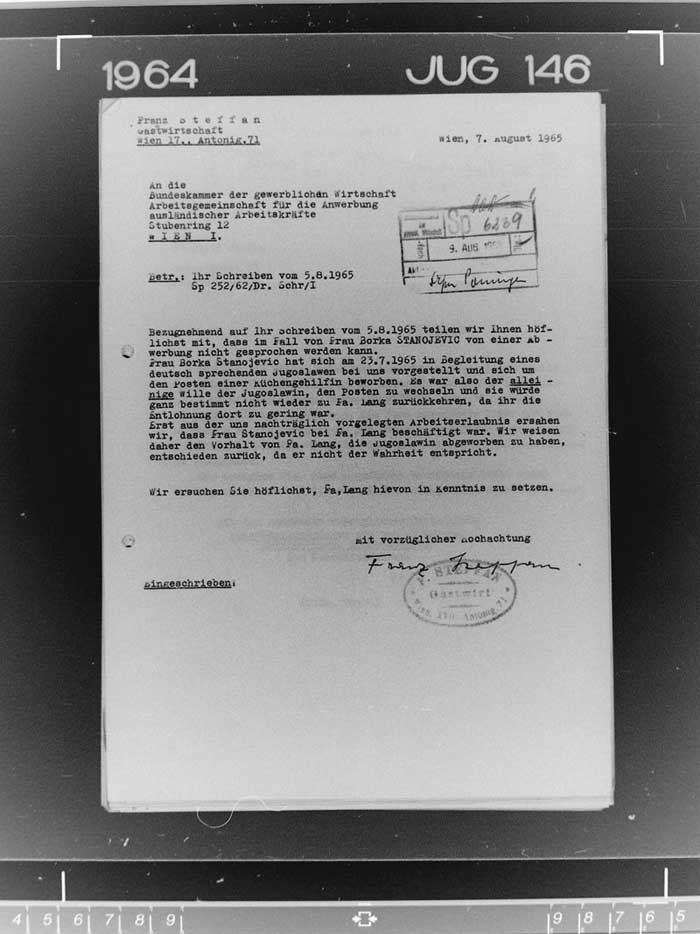 1964 JUG 146
Franz S t e f f a n
Gastwirtschaft
Wien 17., Antonig.71
Wien, 7. August 1965
An die
Bundeskammer der gewerblichen Wirtschaft
Arbeitsgemeinschaft für die Anwerbung
ausländischer Arbeitskräfte
Stubenring 12
W I E N I.
Sp 6239
9. AUG 1965
Betr.: Ihr Schreiben vom 5.8.1965
Sp 252/62/Dr. Schr/I
Bezugnehmend auf Ihr Schreiben vom 5.8.1965 teilen wir Ihnen höf-
lichst mit, dass im Fall von Frau Borka STANOJEVIC von einer Ab -
werbung nicht gesprochen werden kann.
Frau Borka Stanojevic hat sich am 23.7.1965 in Begleitung eines
deutsch sprechenden Jugoslawen bei uns vorgestellt und sich um
den Posten einer Küchengehilfin beworben. Es war also der allei -
nige Wille der Jugoslawin, den Posten zu wechseln und sie würde
ganz bestimmt nicht wieder zu Fa. Lang zurückkehren, da ihr die
Entlohnung dort zu gering war.
Erst aus der uns nachträglich vorgelegten Arbeitserlaubnis ersahen
wir, dass Frau Stanojevic bei Fa. Lang beschäftigt war. Wir weisen
daher den Vorhalt von Fa. Lang, die Jugoslawin abgeworben zu haben,
entschieden zurück, da er nicht der Wahrheit entspricht.
Wir ersuchen Sie höflichst, Fa,Lang hievon in Kenntnis zu setzen.
Mit vorzüglicher Hochachtung
Franz Steffan
Eingeschrieben!
F. STEFFAN
Gastwirt
Wien, XVII. Antonig. 71
4 5 6 7 8 9 9 8 7 6 5